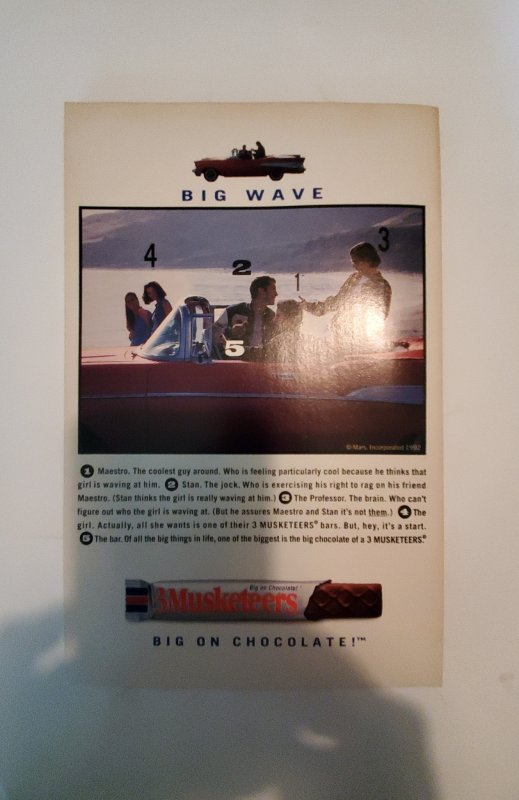 BIG WAVE
4
2
1
3
5
© Mars, Incorporated 1992
1 Maestro. The coolest guy around. Who is feeling particularly cool because he thinks that
girl is waving at him. 2 Stan. The jock. Who is exercising his right to rag on his friend
Maestro. (Stan thinks the girl is really waving at him.) 3 The Professor. The brain. Who can't
figure out who the girl is waving at. (But he assures Maestro and Stan it's not them.) 4 The
girl. Actually, all she wants is one of their 3 MUSKETEERS® bars. But, hey, it's a start.
5 The bar. Of all the big things in life, one of the biggest is the big chocolate of a 3 MUSKETEERS.®
Big on Chocolate!
3Musketeers
BIG ON CHOCOLATE!™